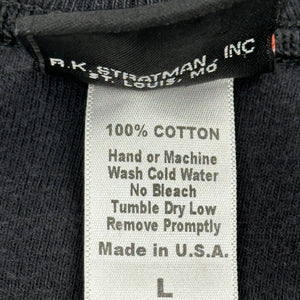 R.K. STRATMAN, INC
ST. LOUIS, MO
100% COTTON
Hand or Machine
Wash Cold Water
No Bleach
Tumble Dry Low
Remove Promptly
Made in U.S.A.
L